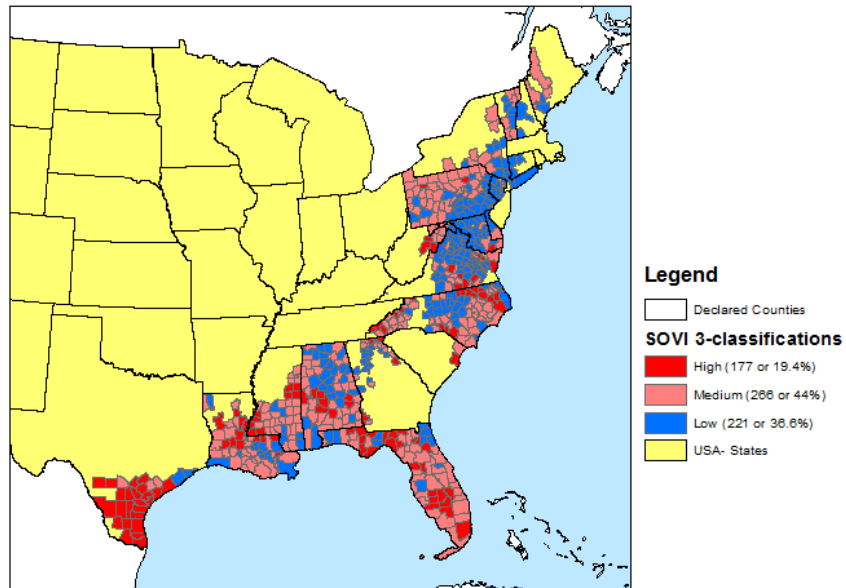 Legend
Declared Counties
SOVI 3-classifications
High (177 or 19.4%)
Medium (266 or 44%)
Low (221 or 36.6%)
USA- States